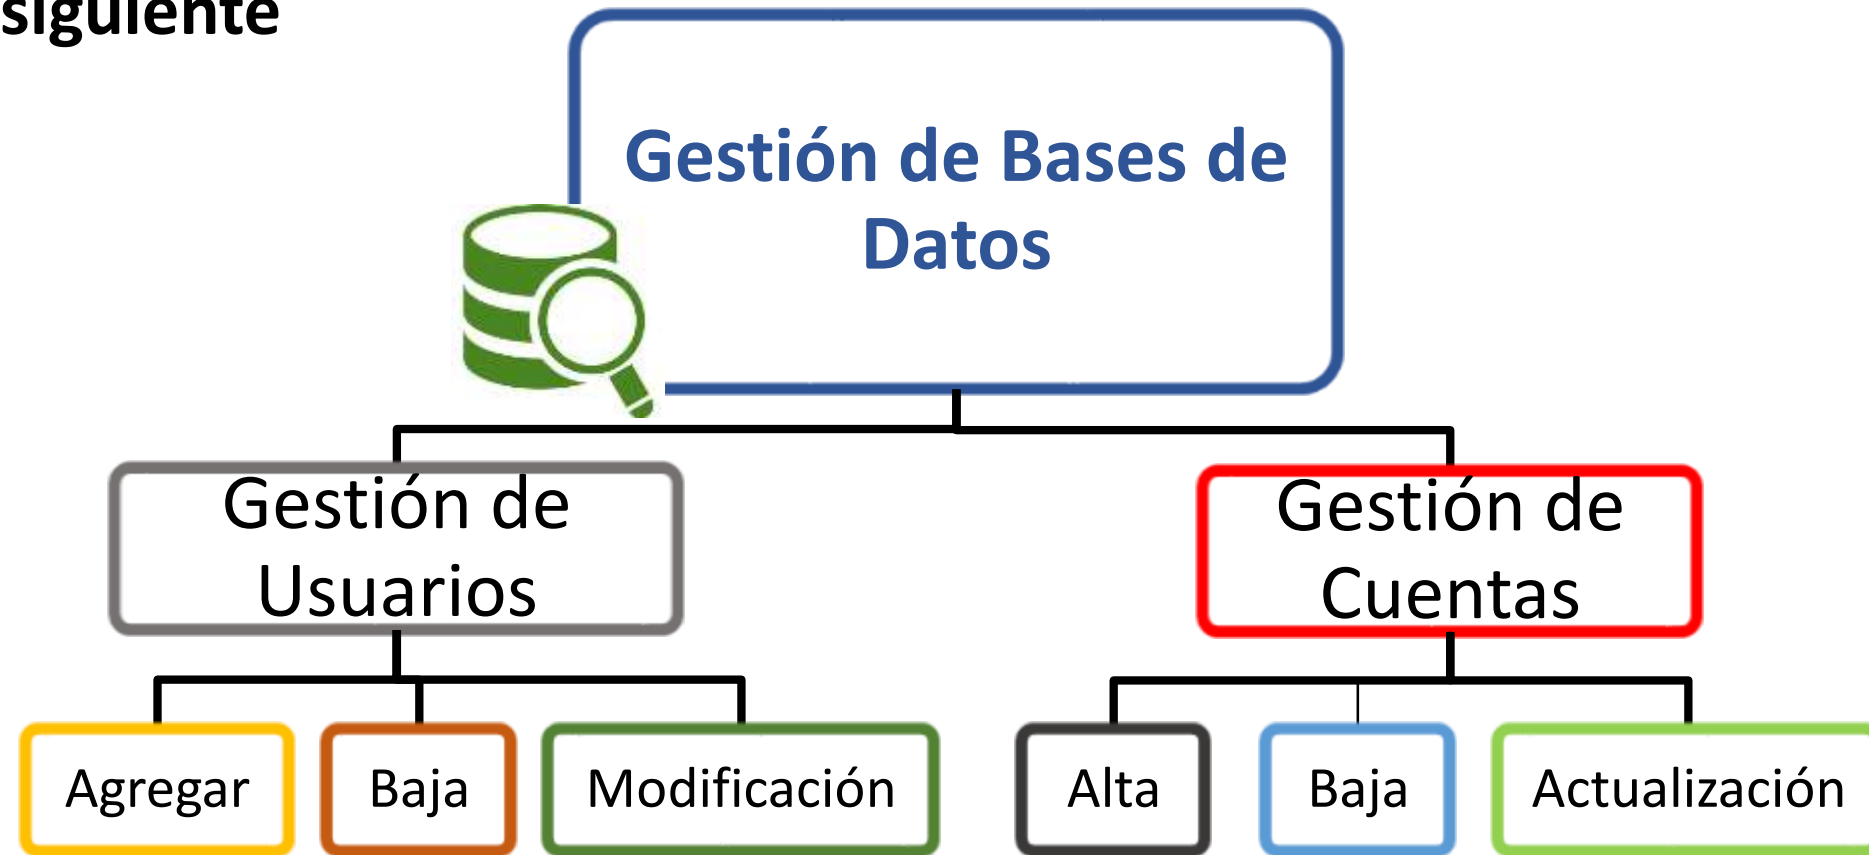 siguiente
Gestión de Bases de
Datos
Gestión de
Usuarios
Gestión de
Cuentas
Agregar
Baja
Modificación
Alta
Baja
Actualización